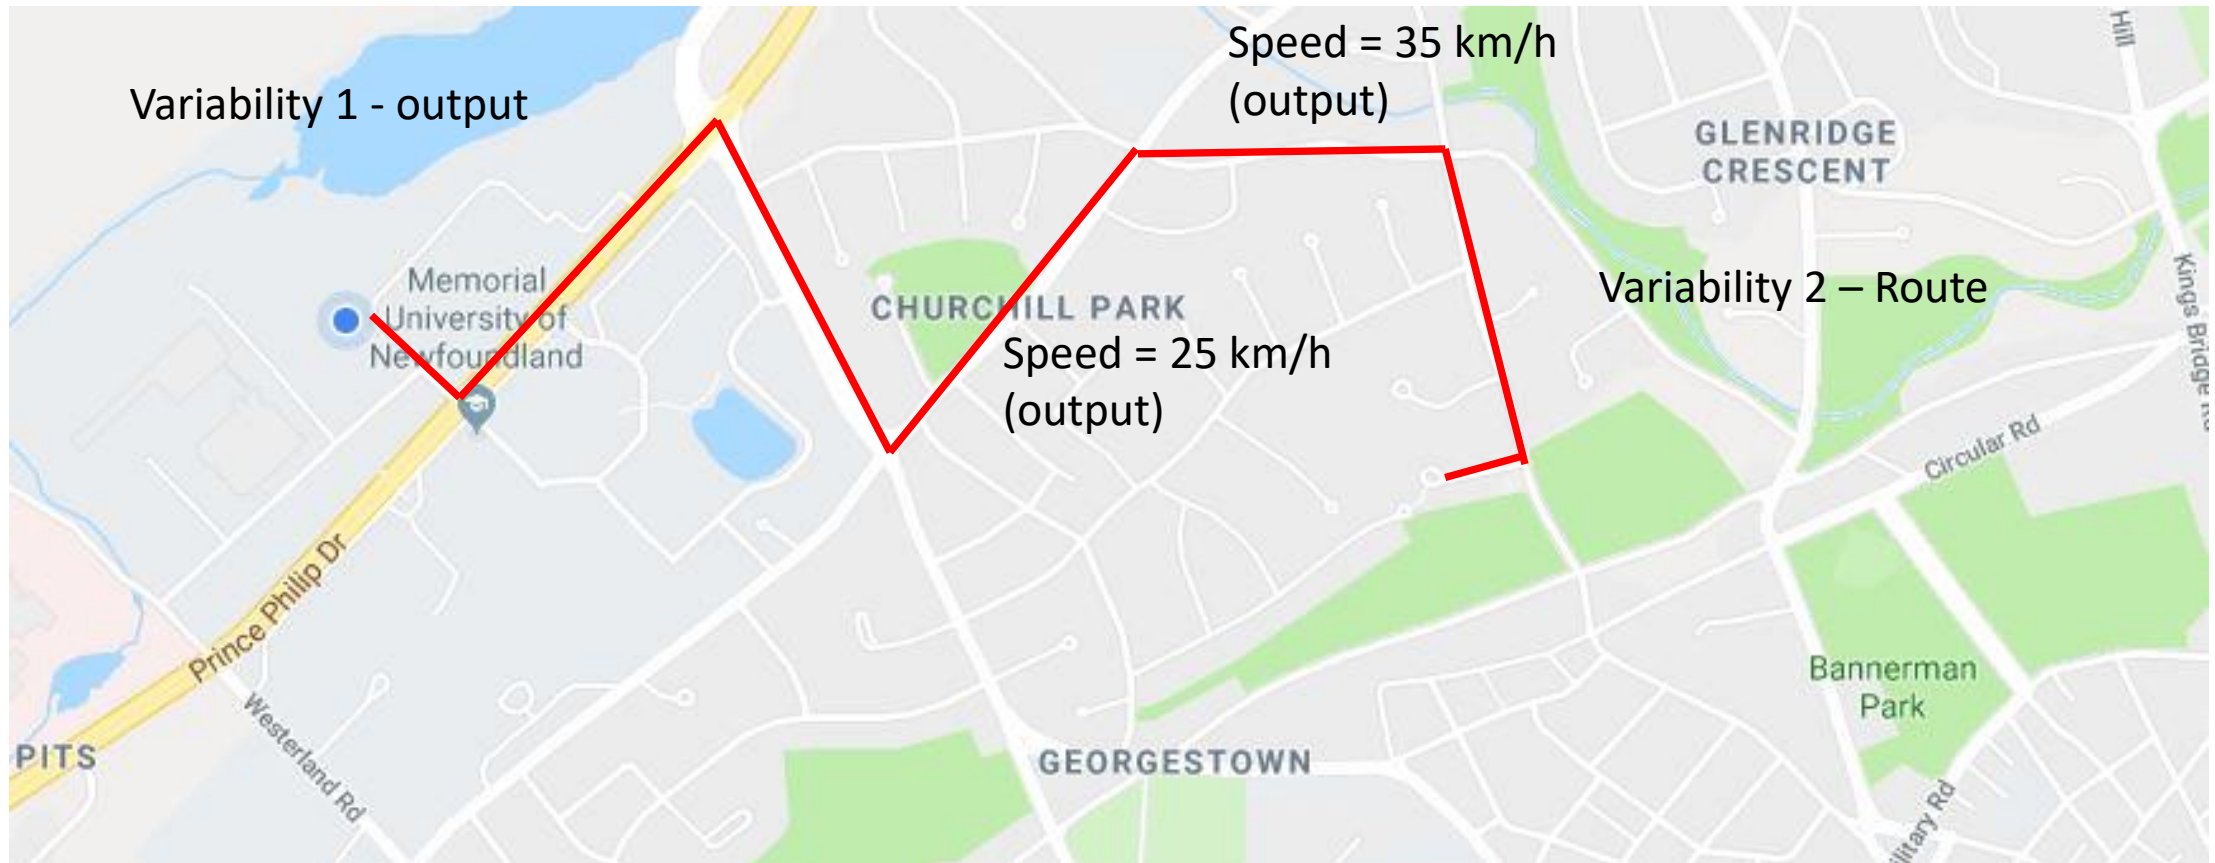 Speed = 35 km/h
(output)
Variability 1 - output
Hill
GLENRIDGE
CRESCENT
Memorial
University of
Newfoundland
CHURCHILL PARK
Variability 2 – Route
Speed = 25 km/h
(output)
Kings Bridge Rd
Circular Rd
Prince Philip Dr
Westerland Rd
Bannerman
Park
PITS
GEORGESTOWN
litary Rd